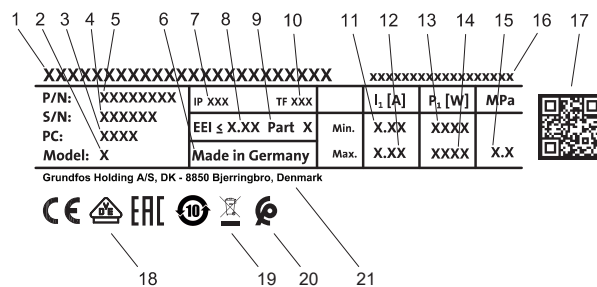 1 2 3 4 5 6 7 8 9 10 11 12 13 14 15 16 17
XXXXXXXXXXXXXXXXXXXXXXXX XXXXXXXXXXXXXXXXXX
P/N: XXXXXXXX IP XXX TF XXX I₁ [A] P₁ [W] MPa
S/N: XXXXXX EEI ≤ X.XX Part X Min. X.XX XXXX
PC: XXXX
Model: X Made in Germany Max. X.XX XXXX X.X
Grundfos Holding A/S, DK - 8850 Bjerringbro, Denmark
CE VDE EAC 10
18 19 20 21